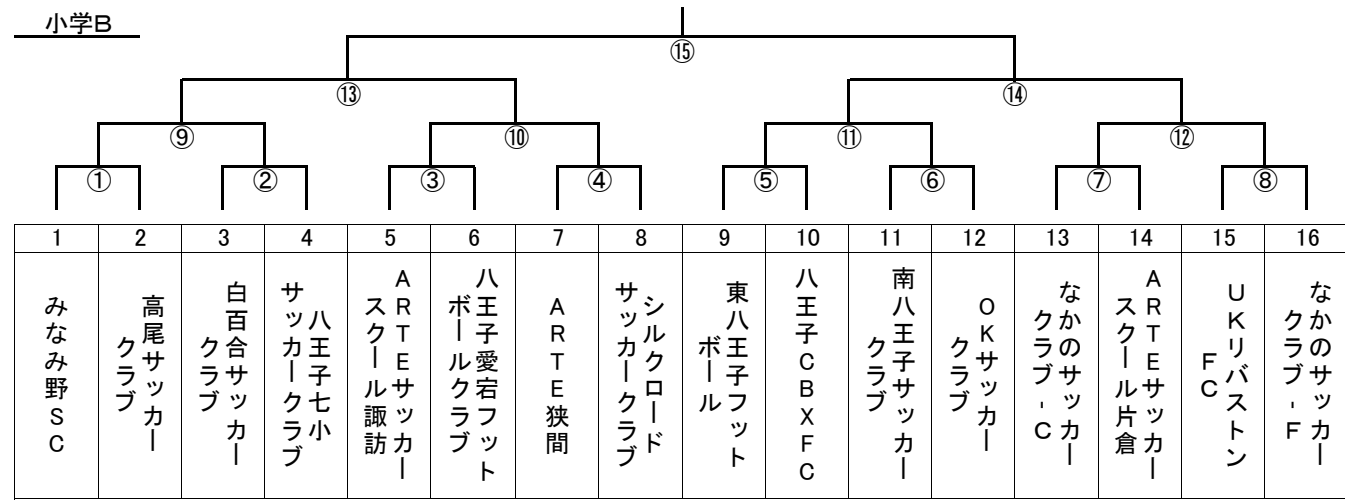 小学B
⑮
⑬
⑭
⑨
⑩
⑪
⑫
①
②
③
④
⑤
⑥
⑦
⑧
1
2
3
4
5
6
7
8
9
10
11
12
13
14
15
16
みなみ野SC
高尾サッカー
クラブ
白百合サッカー
クラブ
八王子七小
サッカークラブ
ARTEサッカー
スクール諏訪
八王子愛宕フット
ボールクラブ
ARTE狭間
シルクロード
サッカークラブ
東八王子フット
ボール
八王子CBXFC
南八王子サッカー
クラブ
OKサッカー
クラブ
なかのサッカー
クラブ-C
ARTEサッカー
スクール片倉
UKリバストン
FC
なかのサッカー
クラブ-F